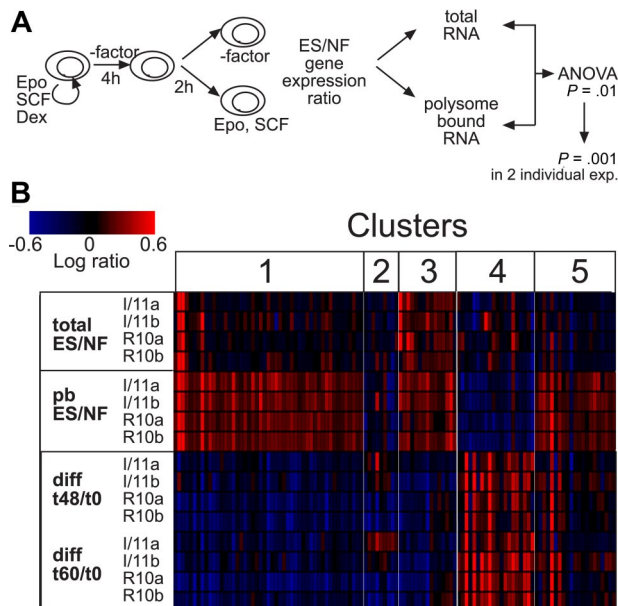 A
-factor
4h
Epo
SCF
Dex
2h
-factor
Epo, SCF
ES/NF
gene
expression
ratio
total
RNA
polysome
bound
RNA
ANOVA
P = .01
P = .001
in 2 individual exp.
B
-0.6 0 0.6
Log ratio
Clusters
1 2 3 4 5
total
ES/NF
I/11a
I/11b
R10a
R10b
pb
ES/NF
I/11a
I/11b
R10a
R10b
diff
t48/t0
I/11a
I/11b
R10a
R10b
diff
t60/t0
I/11a
I/11b
R10a
R10b